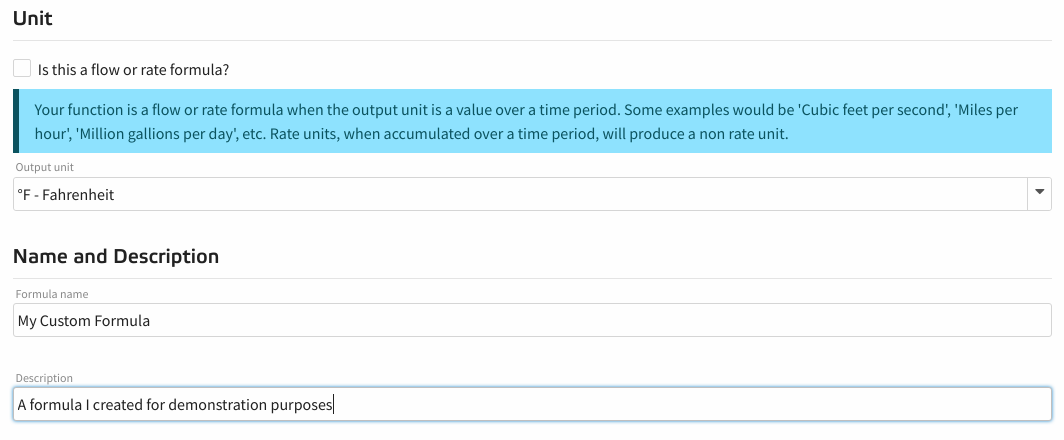 Unit
Is this a flow or rate formula?
Your function is a flow or rate formula when the output unit is a value over a time period. Some examples would be 'Cubic feet per second', 'Miles per
hour', 'Million gallions per day', etc. Rate units, when accumulated over a time period, will produce a non rate unit.
Output unit
°F - Fahrenheit
Name and Description
Formula name
My Custom Formula
Description
A formula I created for demonstration purposes